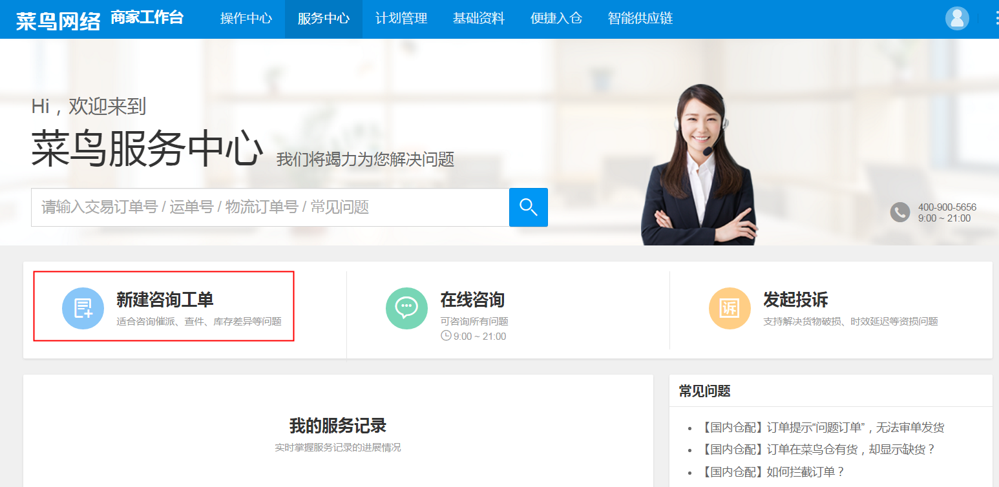 菜鸟网络 商家工作台 操作中心 服务中心 计划管理 基础资料 便捷入仓 智能供应链
Hi，欢迎来到
菜鸟服务中心 我们将竭力为您解决问题
请输入交易订单号 / 运单号 / 物流订单号 / 常见问题
400-900-5656
9:00 ~ 21:00
新建咨询工单
适合咨询催派、查件、库存差异等问题
在线咨询
可咨询所有问题
9:00 ~ 21:00
诉
发起投诉
支持解决货物破损、时效延迟等资损问题
我的服务记录
实时掌握服务记录的进展情况
常见问题
• 【国内仓配】订单提示“问题订单”，无法审单发货
• 【国内仓配】订单在菜鸟仓有货，却显示缺货？
• 【国内仓配】如何拦截订单？